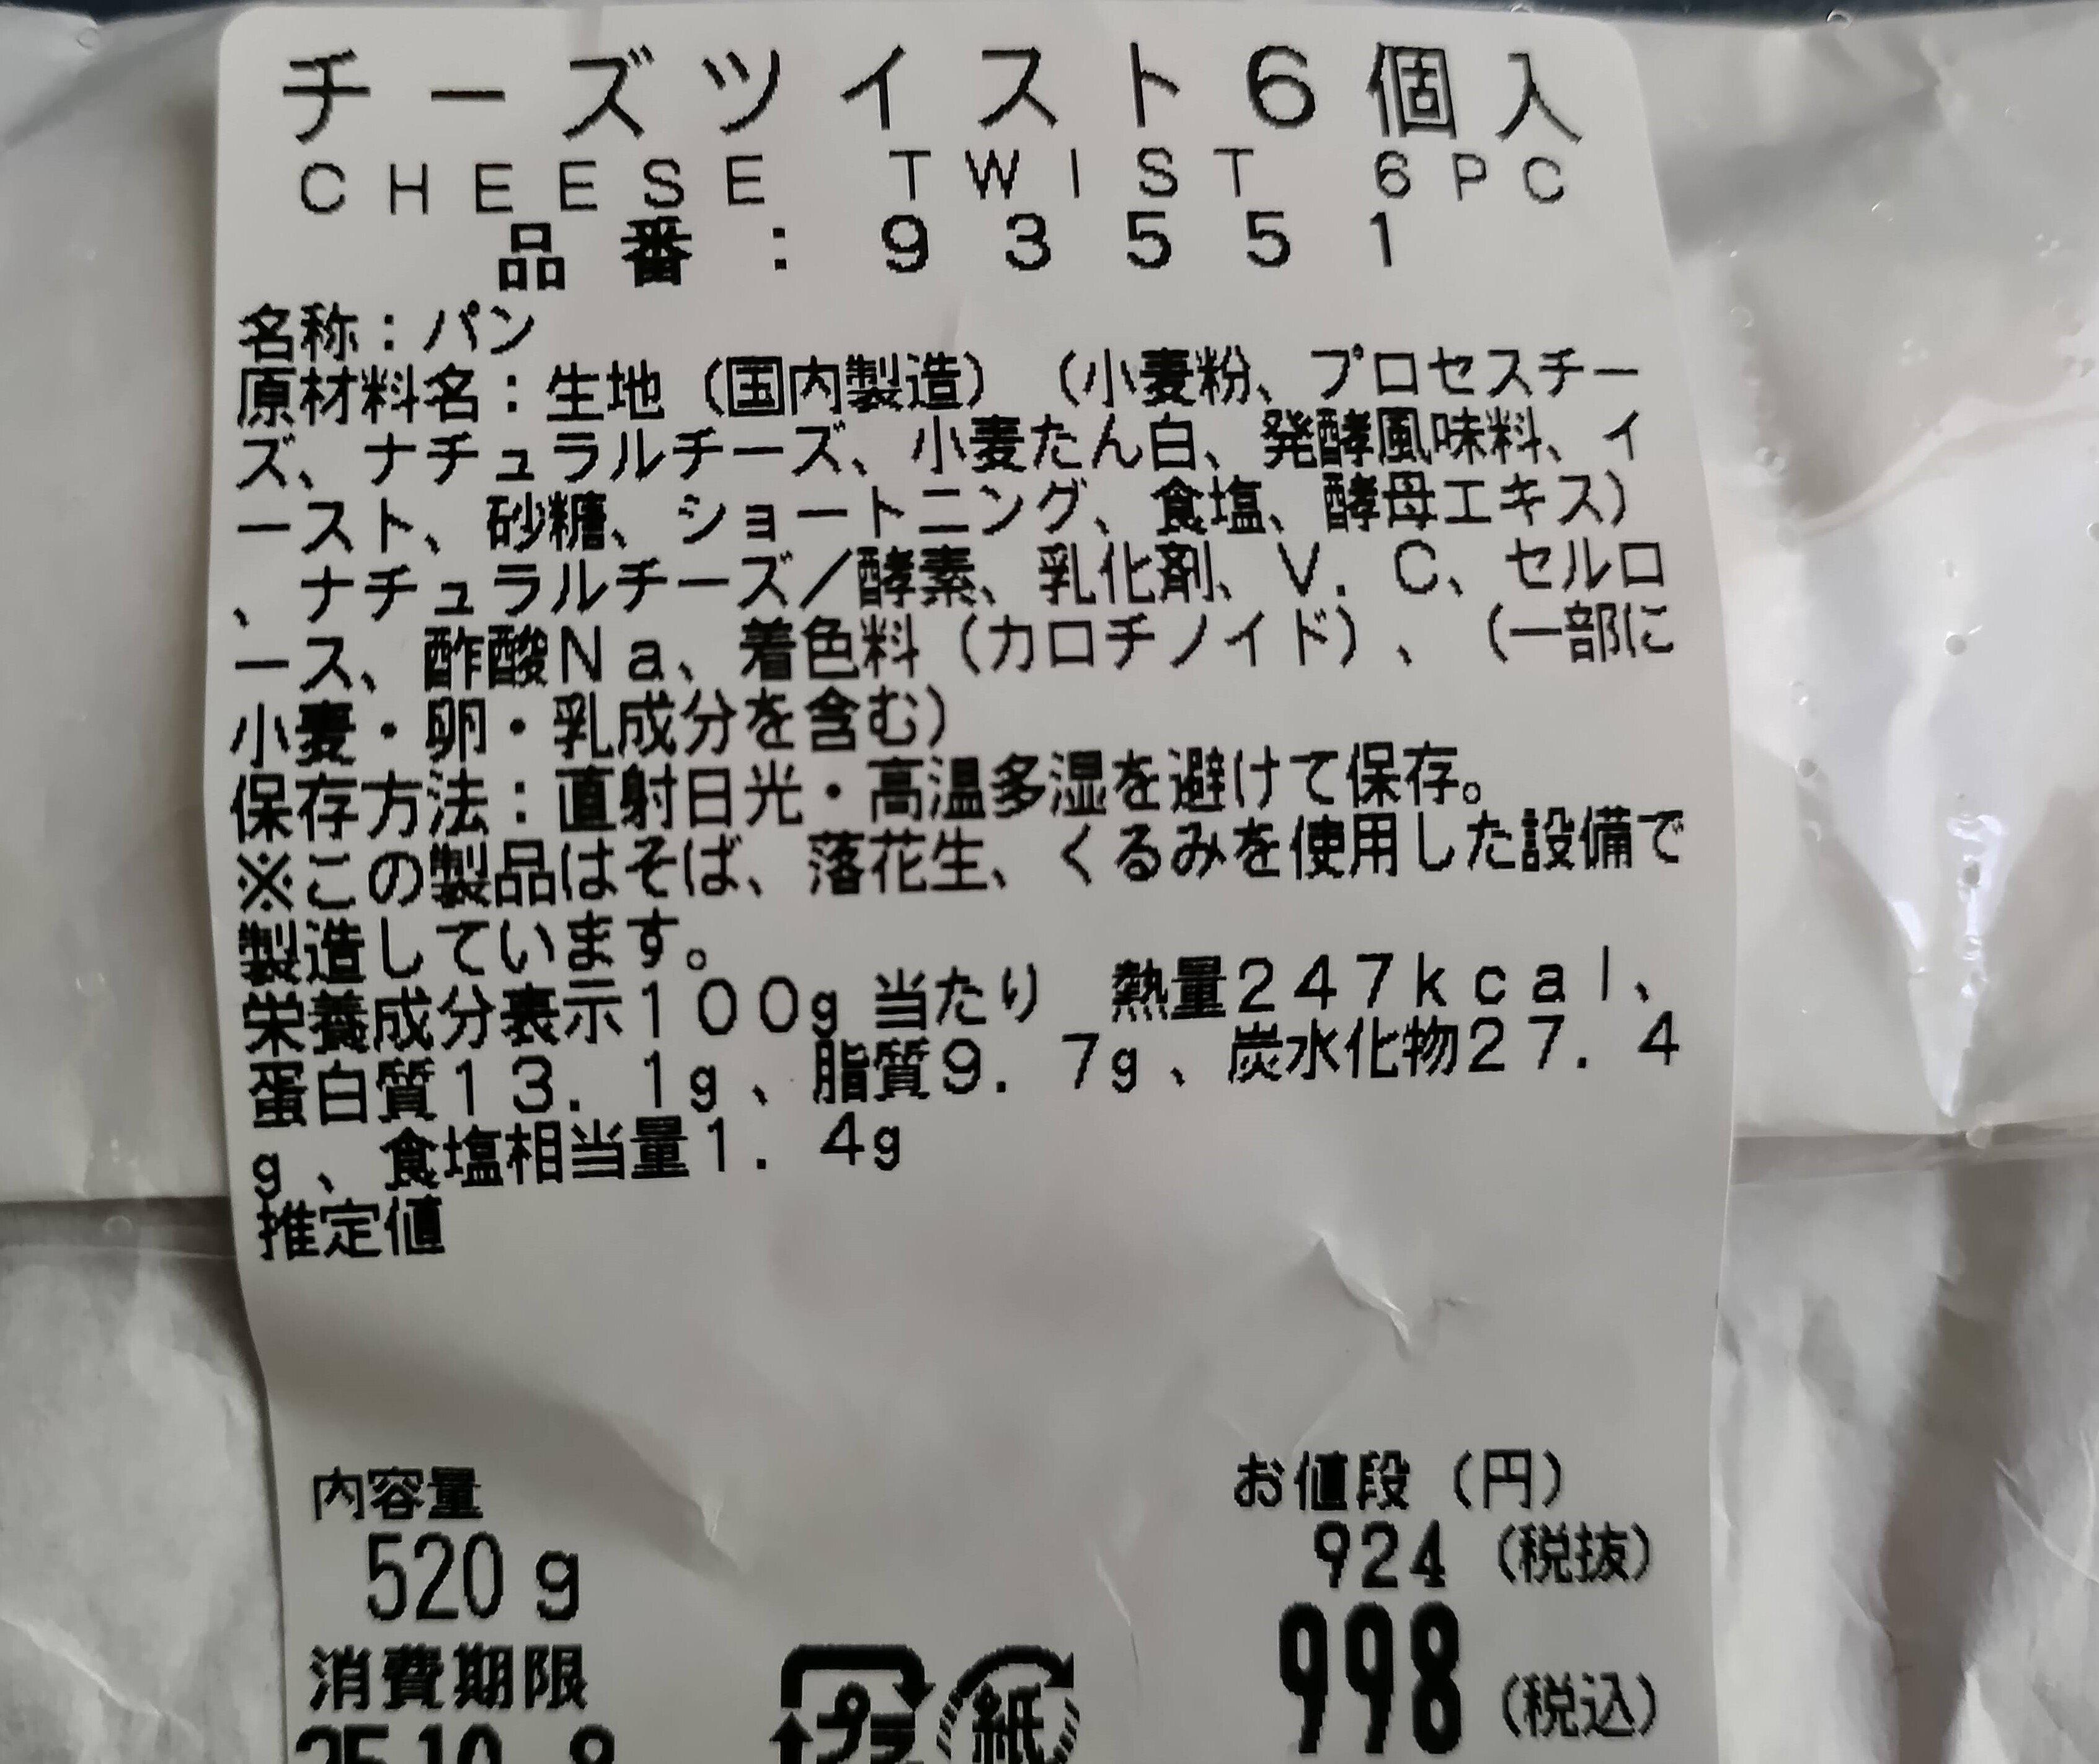 チーズツイスト6個入
CHEESE TWIST 6PC
品番:93551
名称:パン
原材料名:生地(国内製造)(小麦粉、プロセスチー
ズ、ナチュラルチーズ、小麦たん白、発酵風味料、イ
ースト、砂糖、ショートニング、食塩、酵母エキス)
、ナチュラルチーズ/酵素、乳化剤、V.C、セルロ
ース、酢酸Na、着色料(カロチノイド)、(一部に
小麦・卵・乳成分を含む)
保存方法:直射日光・高温多湿を避けて保存。
※この製品はそば、落花生、くるみを使用した設備で
製造しています。
栄養成分表示100g当たり 熱量247kcal、
蛋白質13.1g、脂質9.7g、炭水化物27.4
g、食塩相当量1.4g
推定値
内容量
520g
お値段(円)
924(税抜)
998(税込)
消費期限
25.10.8
プラ
紙